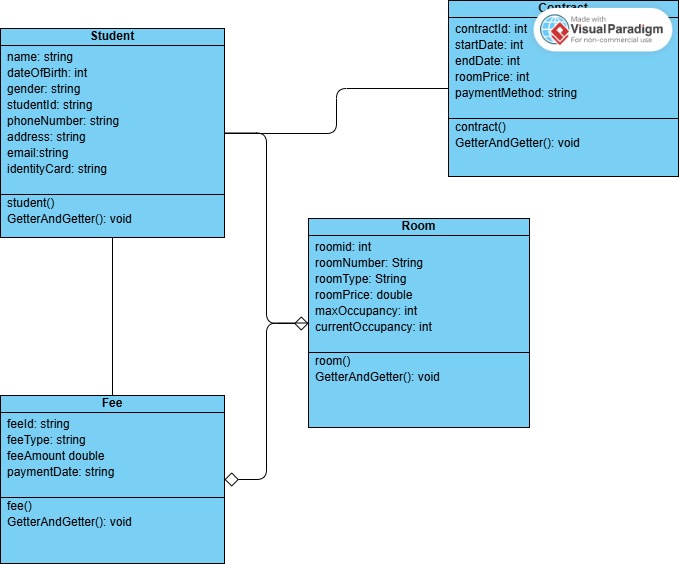 Student
name: string
dateOfBirth: int
gender: string
studentId: string
phoneNumber: string
address: string
email:string
identityCard: string
student()
GetterAndGetter(): void
Contract
contractId: int
startDate: int
endDate: int
roomPrice: int
paymentMethod: string
contract()
GetterAndGetter(): void
Made with
VisualParadigm
For non-commercial use
Room
roomid: int
roomNumber: String
roomType: String
roomPrice: double
maxOccupancy: int
currentOccupancy: int
room()
GetterAndGetter(): void
Fee
feeId: string
feeType: string
feeAmount double
paymentDate: string
fee()
GetterAndGetter(): void